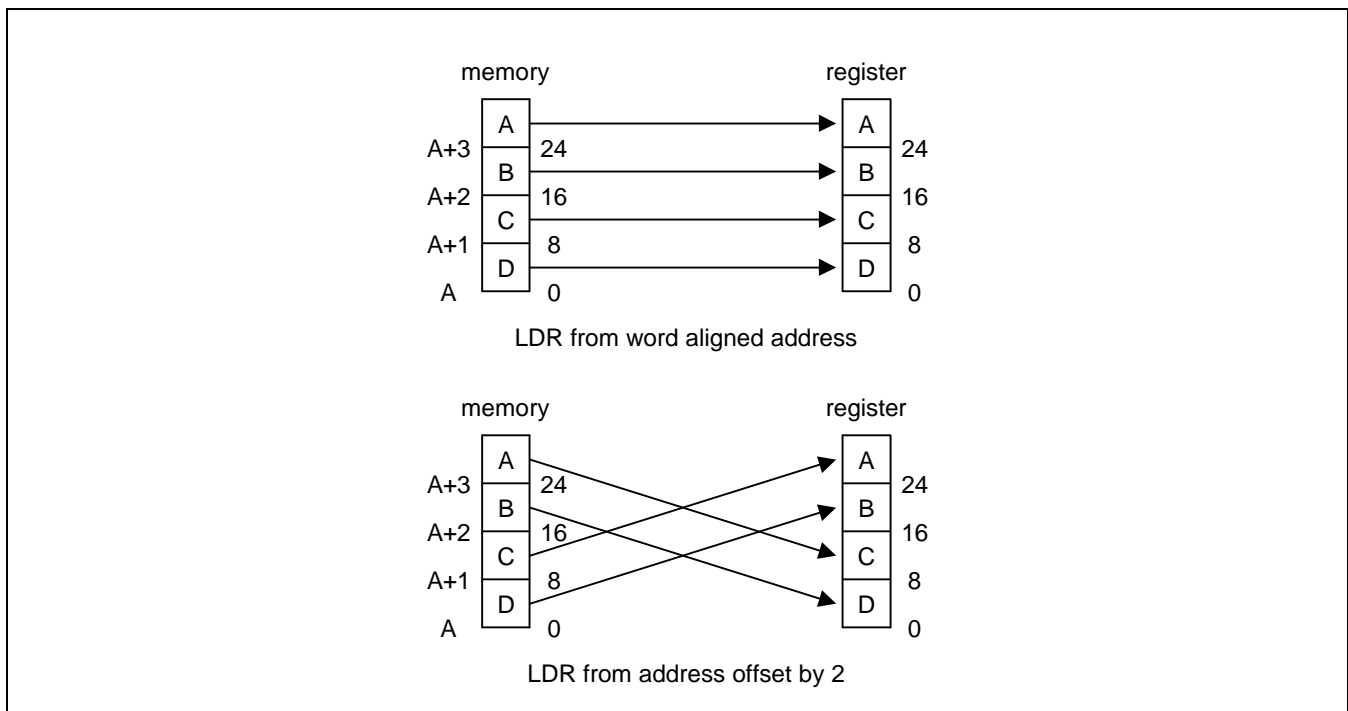 memory register
A A
A+3 24 24
B B
A+2 16 16
C C
A+1 8 8
D D
A 0 0
LDR from word aligned address
memory register
A A
A+3 24 24
B B
A+2 16 16
C C
A+1 8 8
D D
A 0 0
LDR from address offset by 2